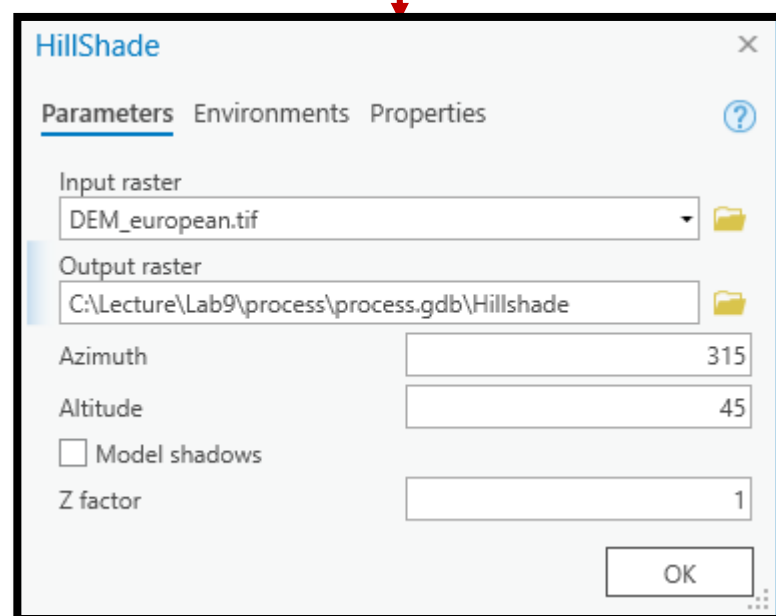 HillShade
Parameters Environments Properties
Input raster
DEM_european.tif
Output raster
C:\Lecture\Lab9\process\process.gdb\Hillshade
Azimuth 315
Altitude 45
Model shadows
Z factor 1
OK